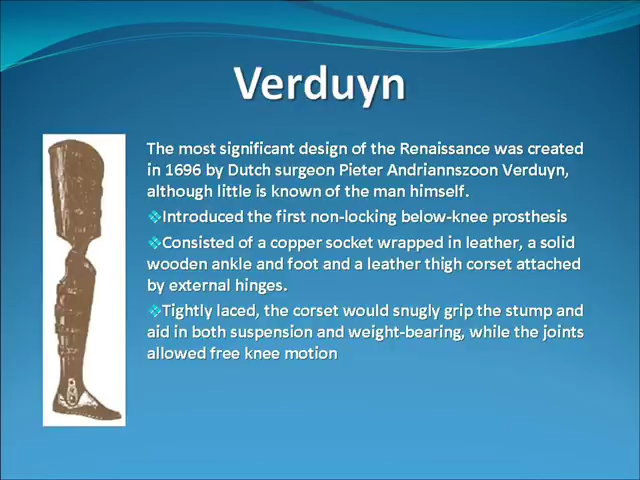 Verduyn
The most significant design of the Renaissance was created
in 1696 by Dutch surgeon Pieter Andriannszoon Verduyn,
although little is known of the man himself.
❖Introduced the first non-locking below-knee prosthesis
❖Consisted of a copper socket wrapped in leather, a solid
wooden ankle and foot and a leather thigh corset attached
by external hinges.
❖Tightly laced, the corset would snugly grip the stump and
aid in both suspension and weight-bearing, while the joints
allowed free knee motion